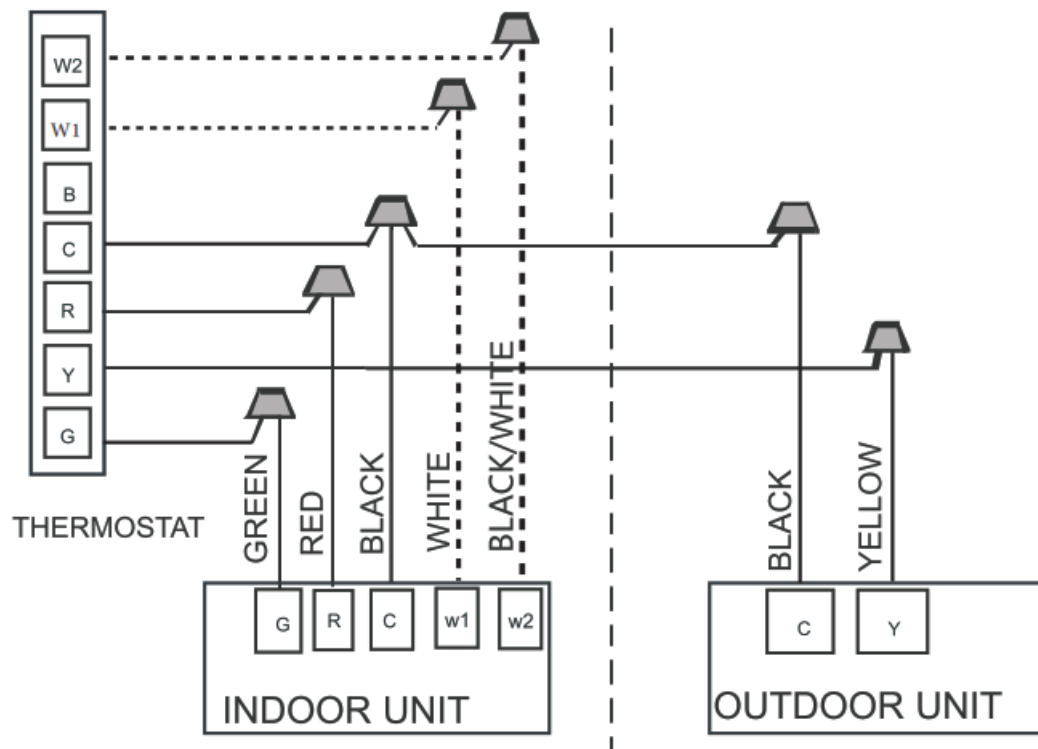 W2
W1
B
C
R
Y
G
THERMOSTAT
GREEN
RED
BLACK
WHITE
BLACK/WHITE
BLACK
YELLOW
G
R
C
w1
w2
INDOOR UNIT
C
Y
OUTDOOR UNIT